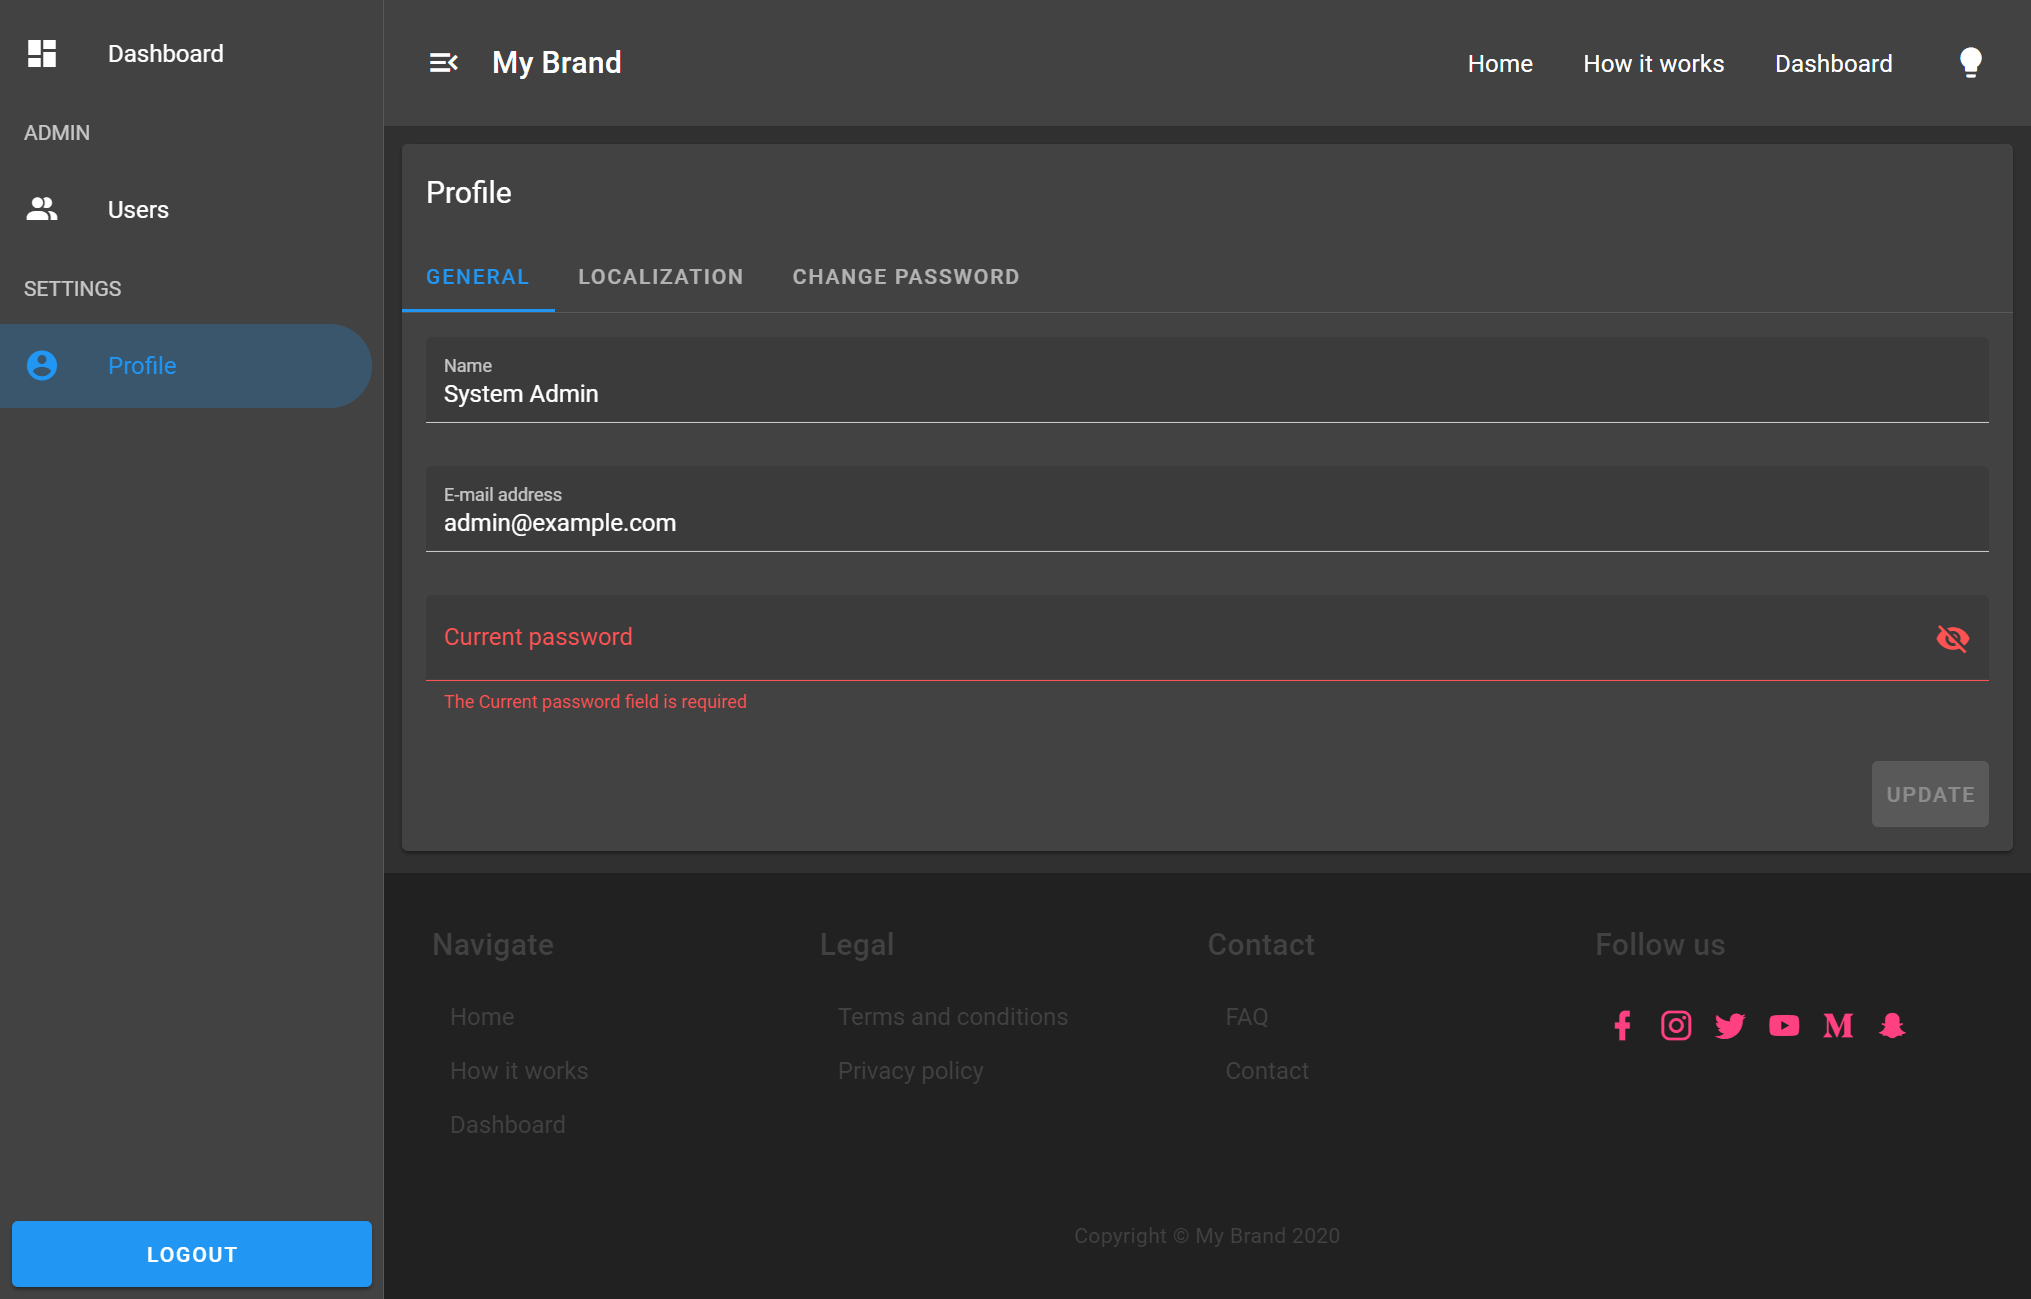 Dashboard
ADMIN
Users
SETTINGS
Profile
LOGOUT
My Brand
Home
How it works
Dashboard
Profile
GENERAL
LOCALIZATION
CHANGE PASSWORD
Name
System Admin
E-mail address
admin@example.com
Current password
The Current password field is required
UPDATE
Navigate
Home
How it works
Dashboard
Legal
Terms and conditions
Privacy policy
Contact
FAQ
Contact
Follow us
Copyright © My Brand 2020